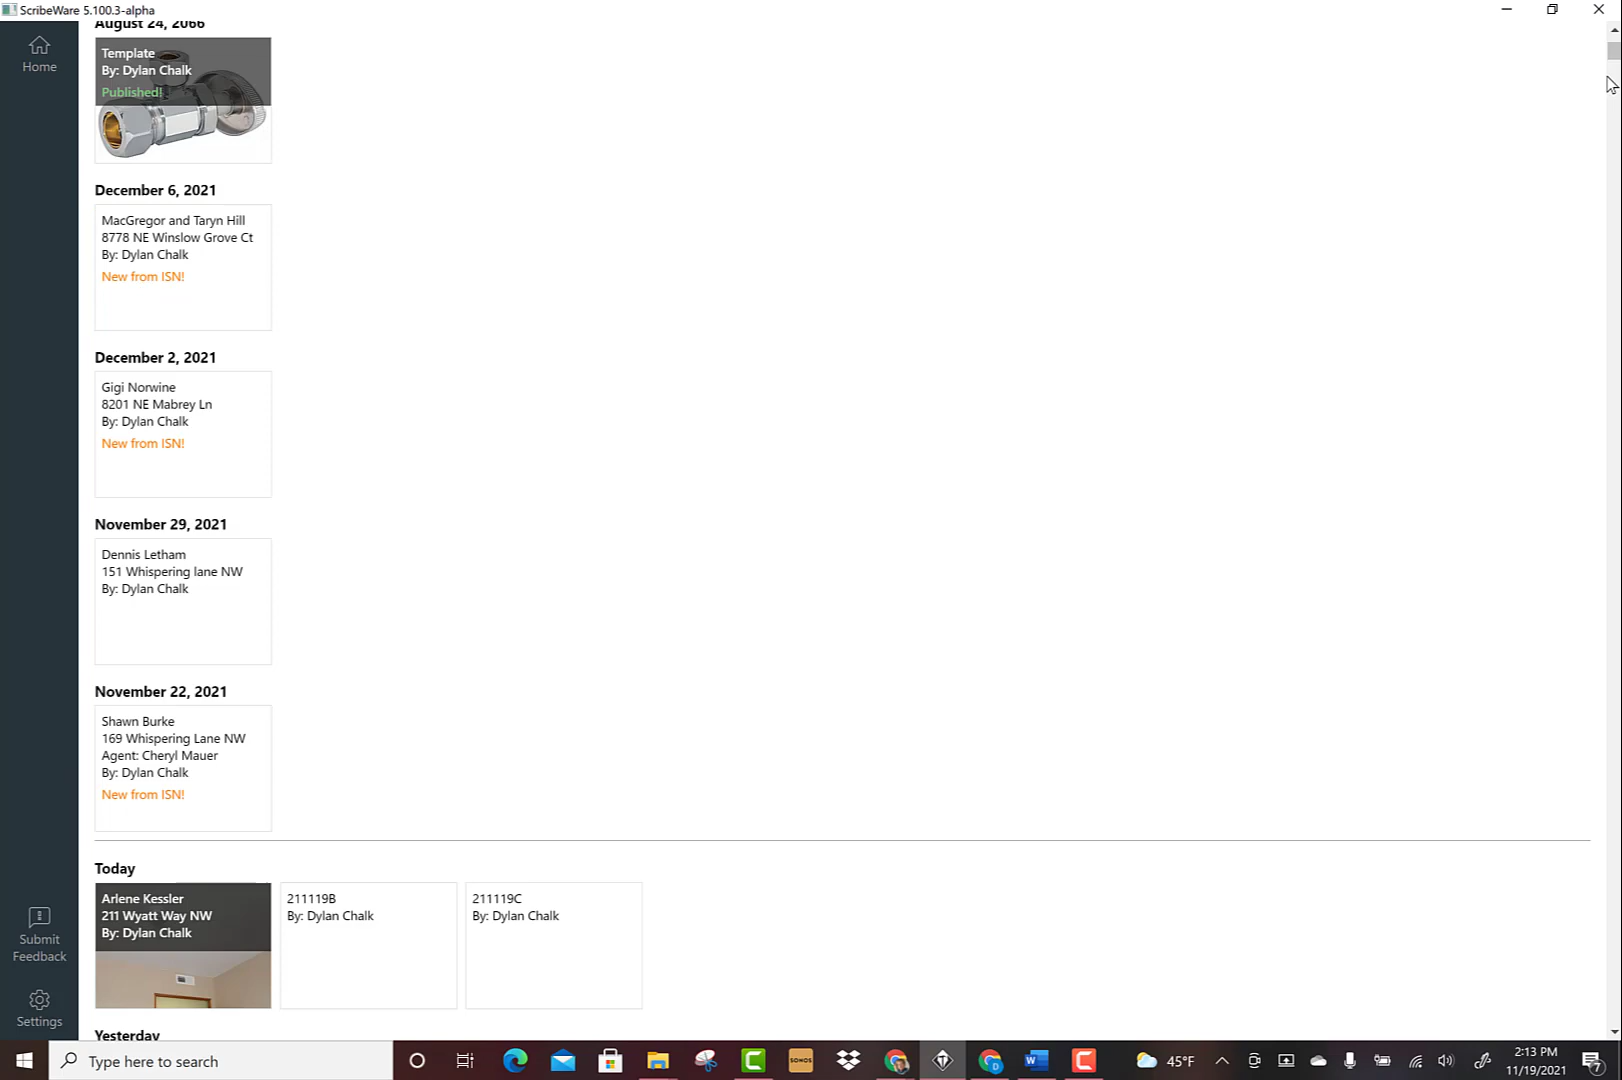 ScribeWare 5.100.3-alpha
Home
August 24, 2066
Template
By: Dylan Chalk
Published!
December 6, 2021
MacGregor and Taryn Hill
8778 NE Winslow Grove Ct
By: Dylan Chalk
New from ISN!
December 2, 2021
Gigi Norwine
8201 NE Mabrey Ln
By: Dylan Chalk
New from ISN!
November 29, 2021
Dennis Letham
151 Whispering lane NW
By: Dylan Chalk
November 22, 2021
Shawn Burke
169 Whispering Lane NW
Agent: Cheryl Mauer
By: Dylan Chalk
New from ISN!
Today
Arlene Kessler
211 Wyatt Way NW
By: Dylan Chalk
211119B
By: Dylan Chalk
211119C
By: Dylan Chalk
Yesterday
Submit
Feedback
Settings
Type here to search
SONOS
45°F
2:13 PM
11/19/2021
7